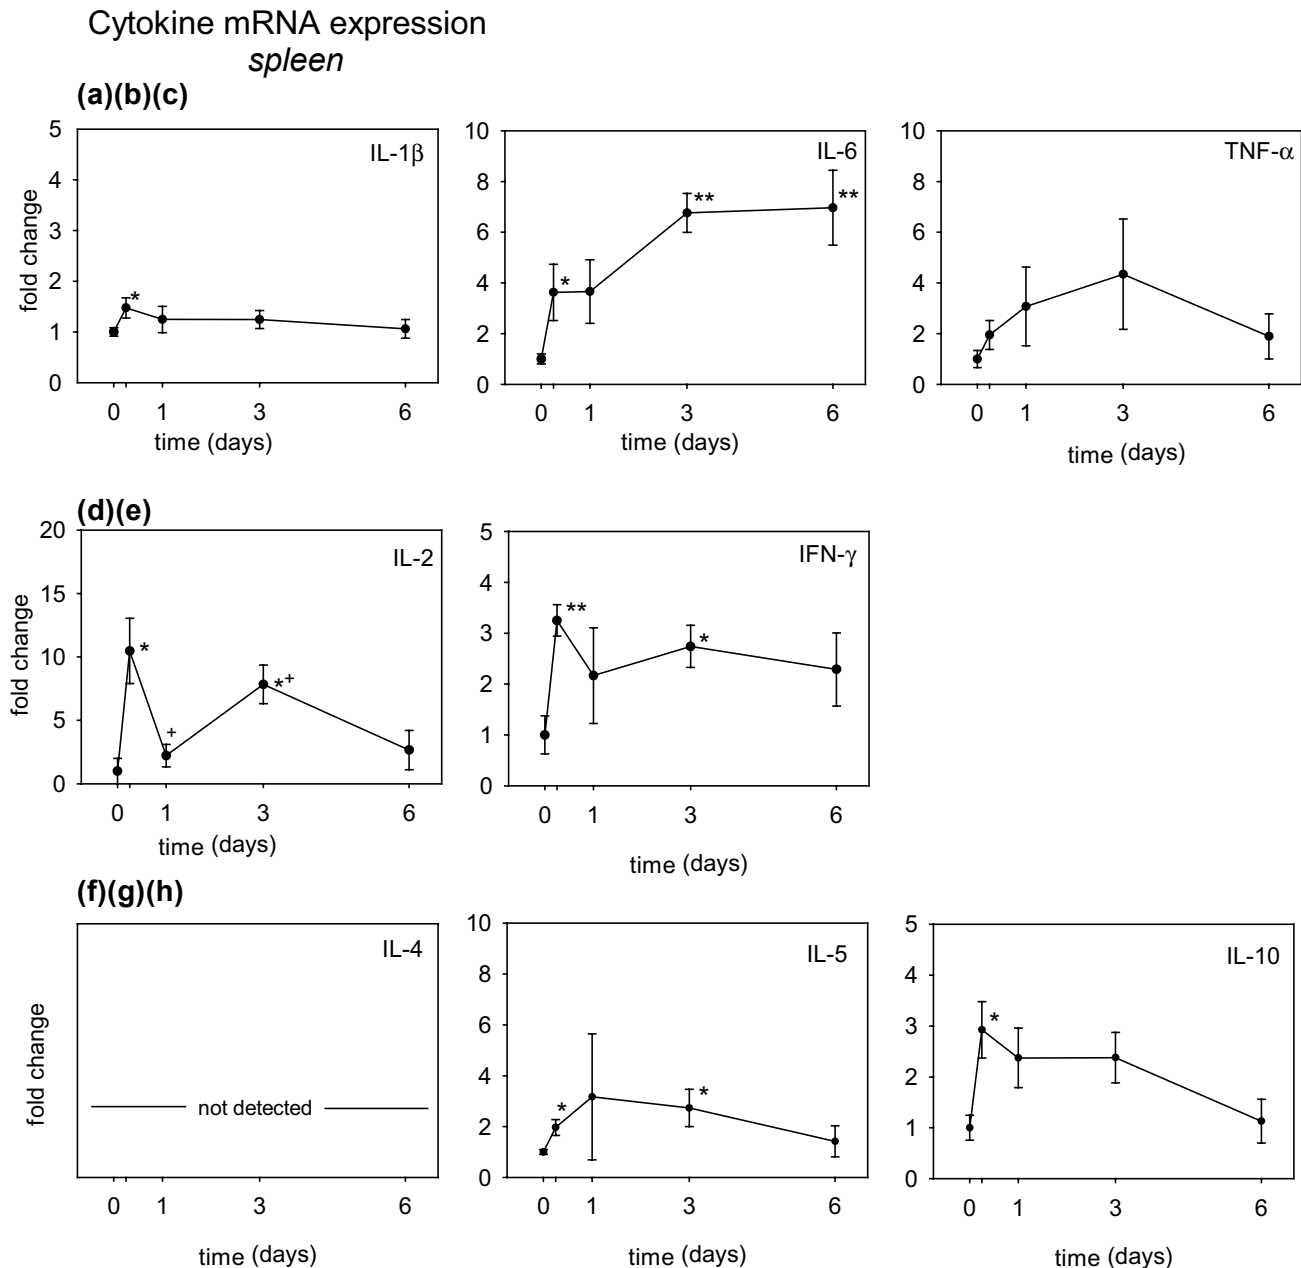 Cytokine mRNA expression
spleen
(a)(b)(c)
5
4
3
2
1
0
fold change
IL-1β
*
0 1 3 6
time (days)
10
8
6
4
2
0
IL-6
*
**
**
0 1 3 6
time (days)
10
8
6
4
2
0
TNF-α
0 1 3 6
time (days)
(d)(e)
20
15
10
5
0
fold change
IL-2
*
+
*+
0 1 3 6
time (days)
5
4
3
2
1
0
IFN-γ
**
*
0 1 3 6
time (days)
(f)(g)(h)
fold change
IL-4
not detected
0 1 3 6
time (days)
10
8
6
4
2
0
IL-5
*
*
0 1 3 6
time (days)
5
4
3
2
1
0
IL-10
*
0 1 3 6
time (days)